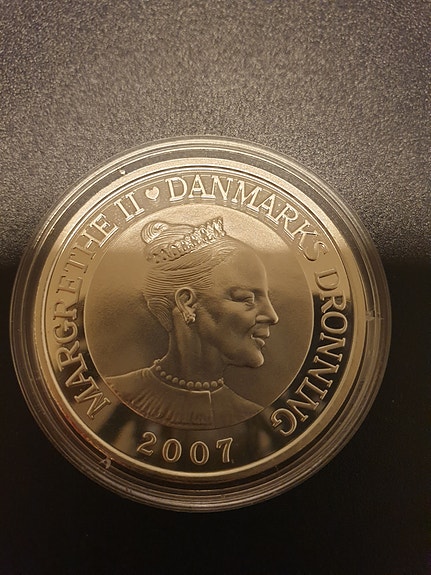 MARGRETHE II ♥ DANMARKS DRONNING
2007